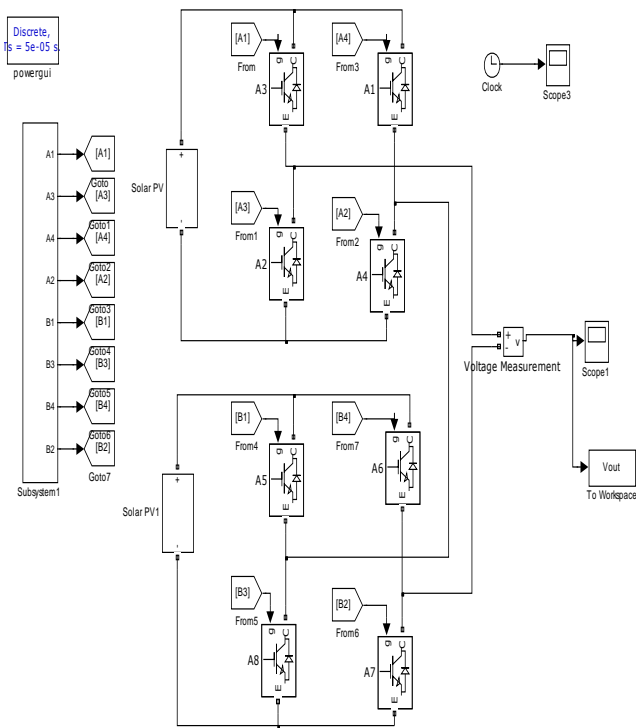 Discrete,
Ts = 5e-05 s.
powergui
[A1]
From
[A4]
From3
g
C
E
A3
g
C
E
A1
Clock
Scope3
A1
[A1]
Goto
A3
[A3]
Goto1
A4
[A4]
Goto2
A2
[A2]
Goto3
B1
[B1]
Goto4
B3
[B3]
Goto5
B4
[B4]
Goto6
B2
[B2]
Goto7
Subsystem1
+
Solar PV
-
[A3]
From1
[A2]
From2
g
C
E
A2
g
C
E
A4
+
-
v
Voltage Measurement
Scope1
Vout
To Workspace
[B1]
From4
[B4]
From7
g
C
E
A5
g
C
E
A6
+
Solar PV1
-
[B3]
From5
[B2]
From6
g
C
E
A8
g
C
E
A7